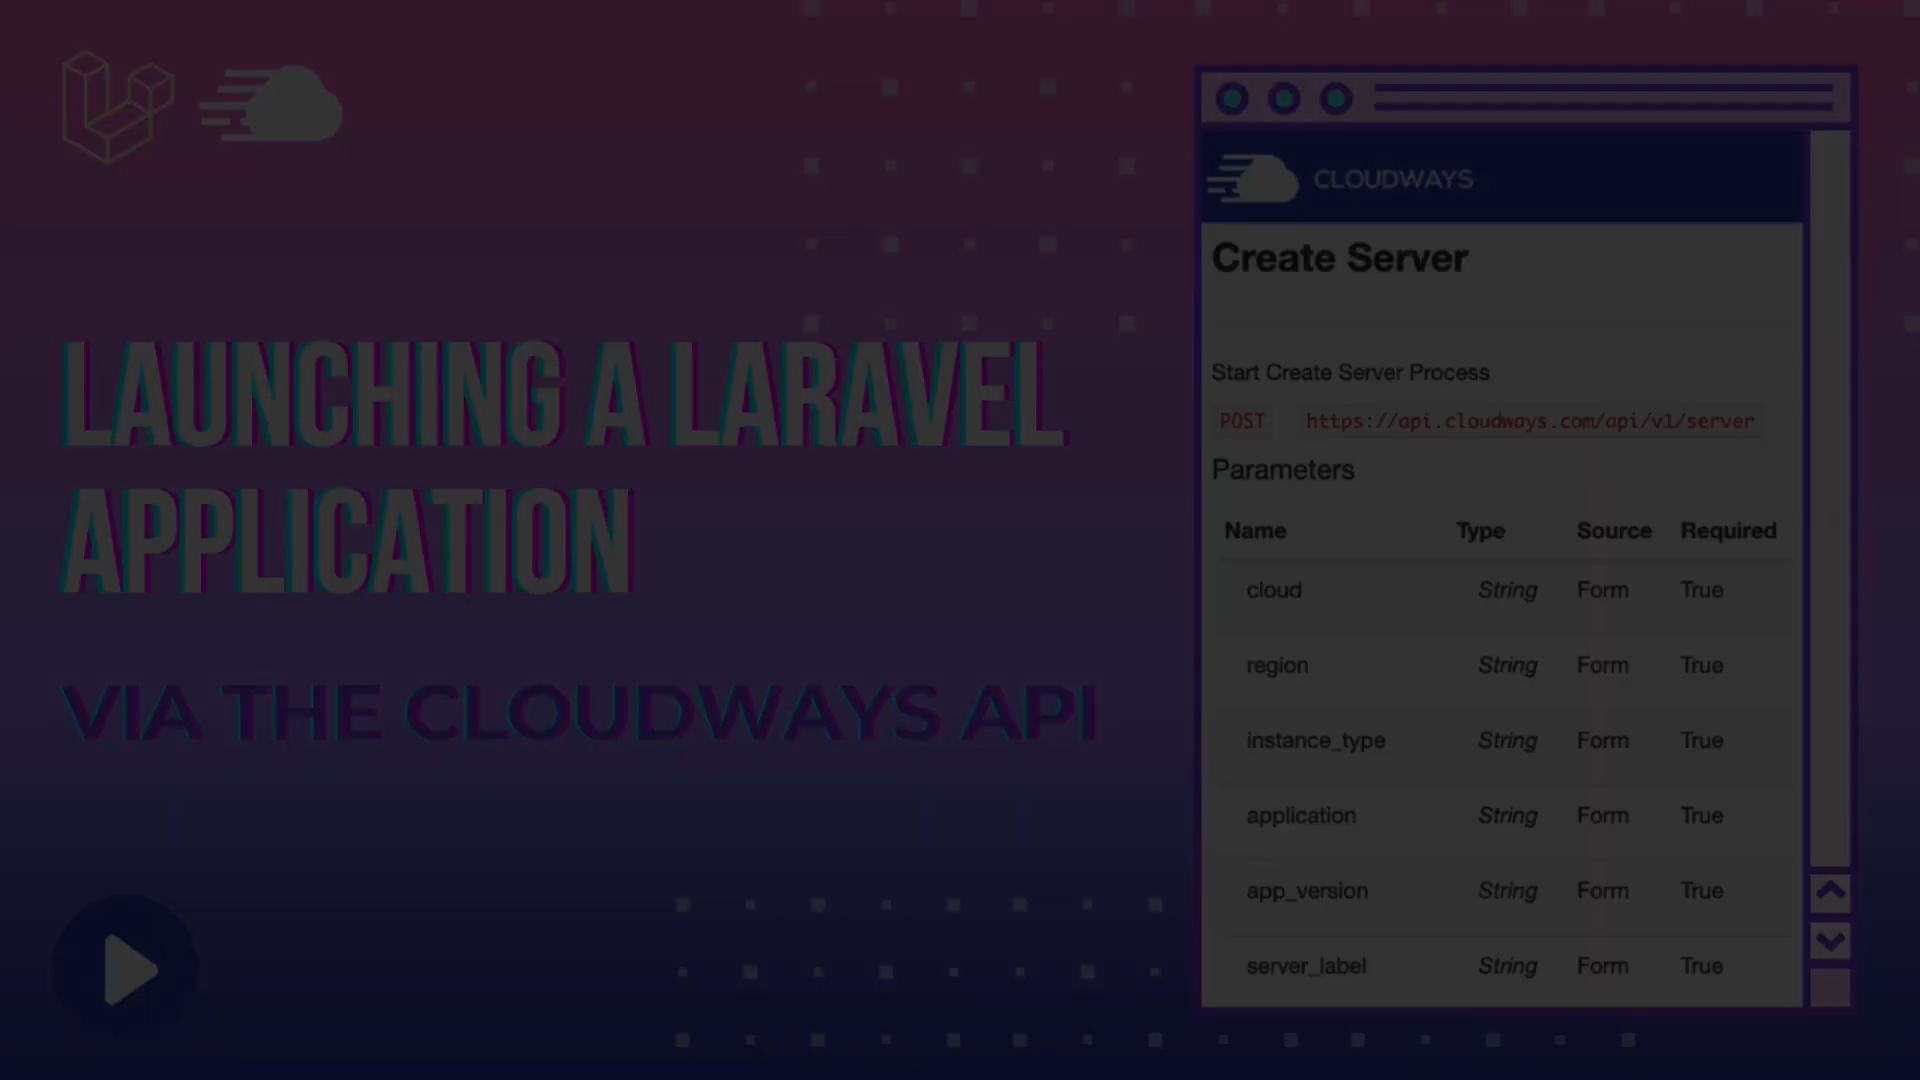 LAUNCHING A LARAVEL
APPLICATION
VIA THE CLOUDWAYS API
CLOUDWAYS
Create Server
Start Create Server Process
POST https://api.cloudways.com/api/v1/server
Parameters
Name Type Source Required
cloud String Form True
region String Form True
instance_type String Form True
application String Form True
app_version String Form True
server_label String Form True